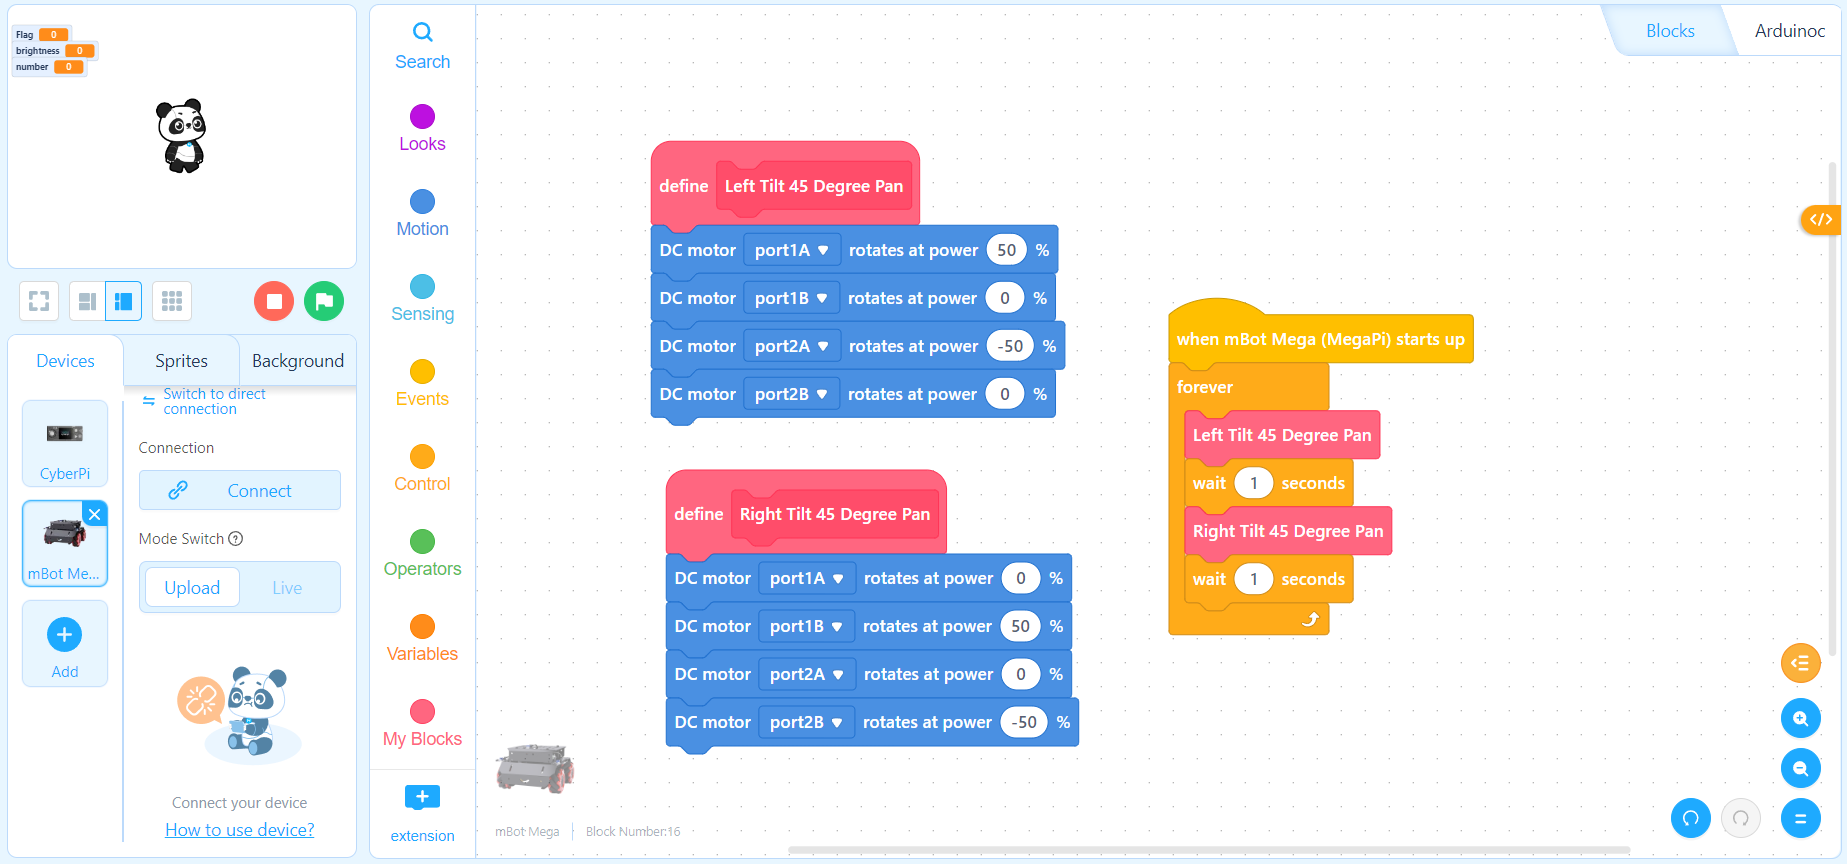 Flag 0
brightness 0
number 0
Devices
Sprites
Background
Switch to direct
connection
CyberPi
Connection
Connect
Mode Switch ?
mBot Me...
Upload
Live
Add
Connect your device
How to use device?
Search
Looks
Motion
Sensing
Events
Control
Operators
Variables
My Blocks
extension
Blocks
Arduinoc
</>
define Left Tilt 45 Degree Pan
DC motor port1A rotates at power 50 %
DC motor port1B rotates at power 0 %
DC motor port2A rotates at power -50 %
DC motor port2B rotates at power 0 %
define Right Tilt 45 Degree Pan
DC motor port1A rotates at power 0 %
DC motor port1B rotates at power 50 %
DC motor port2A rotates at power 0 %
DC motor port2B rotates at power -50 %
when mBot Mega (MegaPi) starts up
forever
Left Tilt 45 Degree Pan
wait 1 seconds
Right Tilt 45 Degree Pan
wait 1 seconds
mBot Mega
Block Number:16